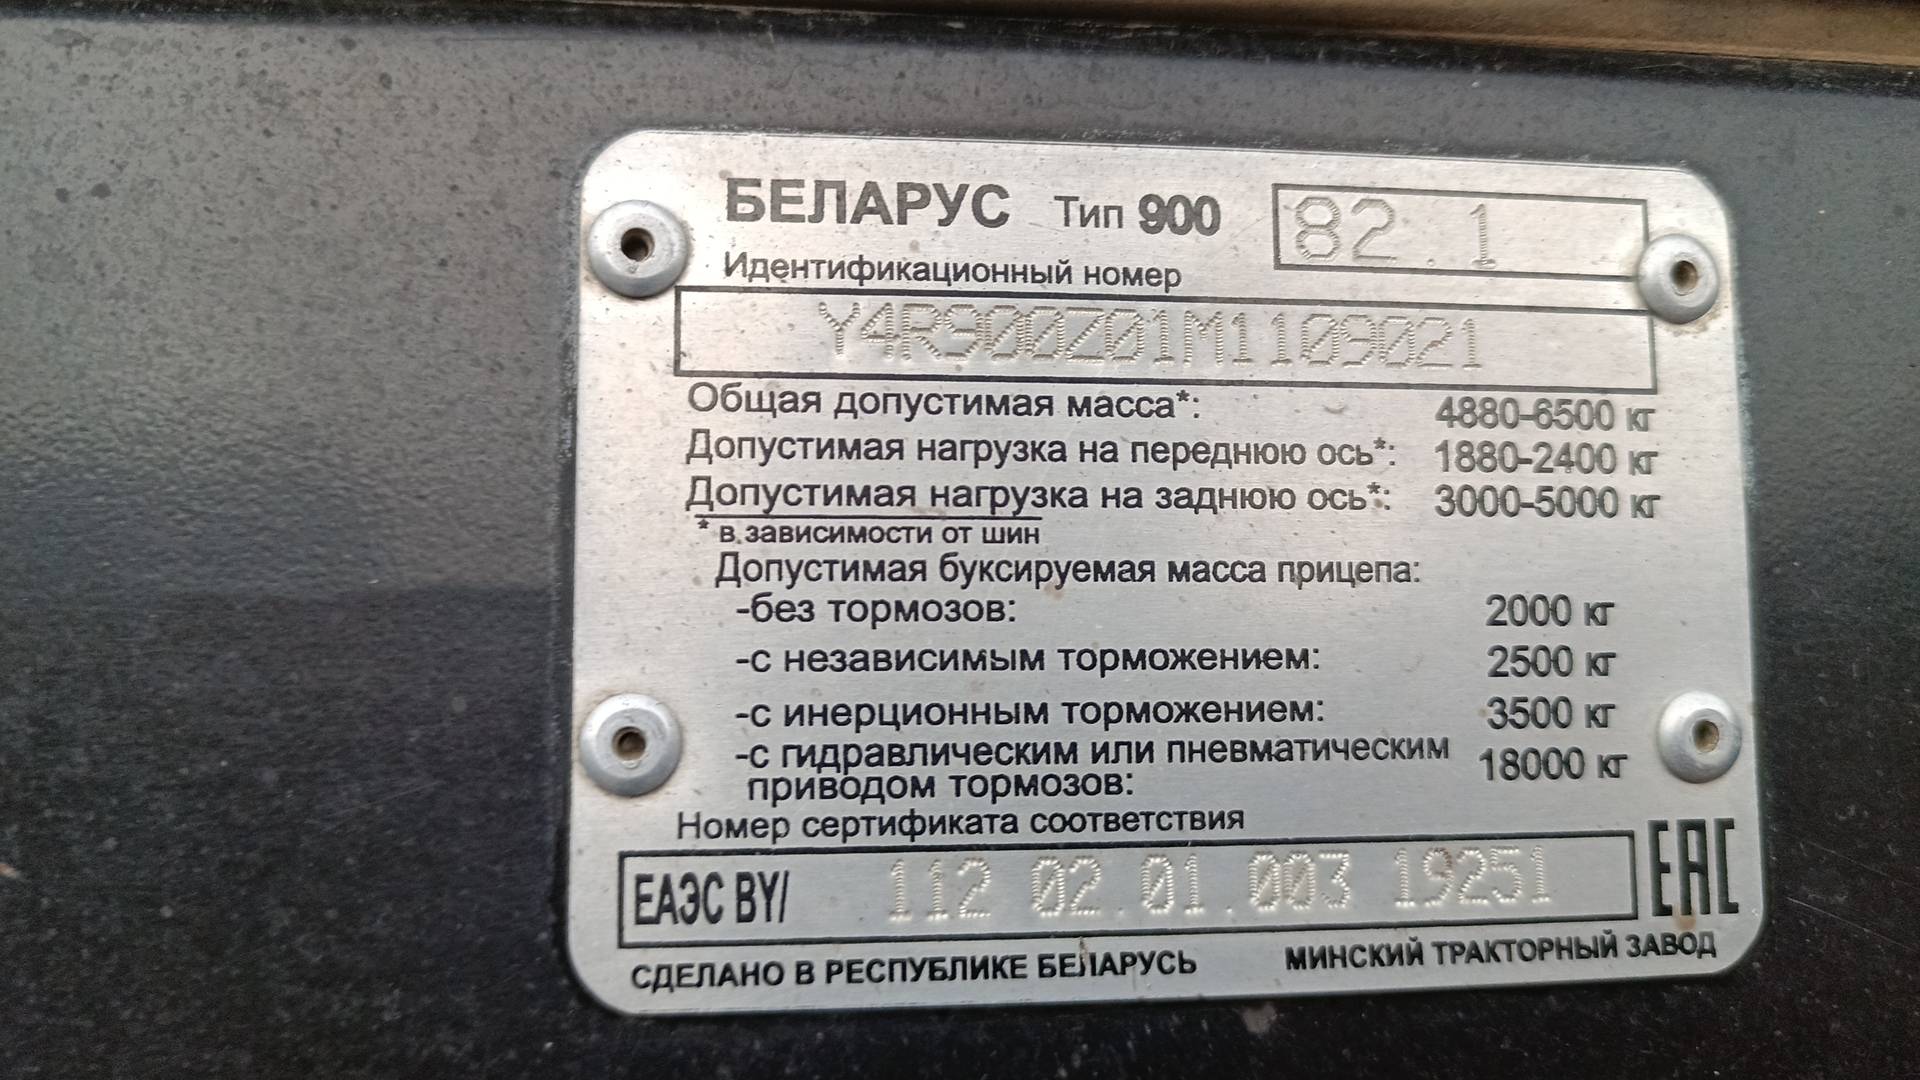 БЕЛАРУС Тип 900 82.1
Идентификационный номер
Y4R900Z01M1109021
Общая допустимая масса*: 4880-6500 кг
Допустимая нагрузка на переднюю ось*: 1880-2400 кг
Допустимая нагрузка на заднюю ось*: 3000-5000 кг
* в зависимости от шин
Допустимая буксируемая масса прицепа:
-без тормозов: 2000 кг
-с независимым торможением: 2500 кг
-с инерционным торможением: 3500 кг
-с гидравлическим или пневматическим
приводом тормозов: 18000 кг
Номер сертификата соответствия
ЕАЭС BY/ 112 02.01.003 19251 EAC
СДЕЛАНО В РЕСПУБЛИКЕ БЕЛАРУСЬ МИНСКИЙ ТРАКТОРНЫЙ ЗАВОД